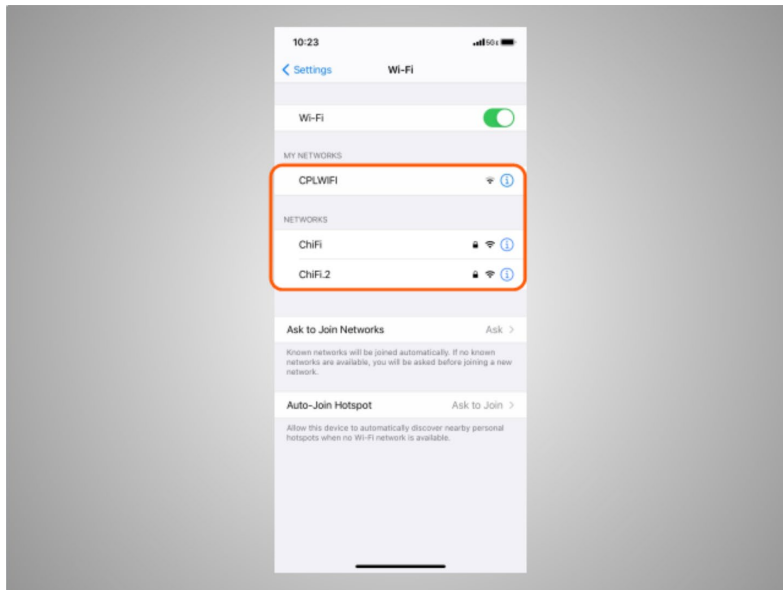 10:23
5G
Settings Wi-Fi
Wi-Fi
MY NETWORKS
CPLWIFI
NETWORKS
ChiFi
ChiFi.2
Ask to Join Networks Ask
Known networks will be joined automatically. If no known
networks are available, you will be asked before joining a new
network.
Auto-Join Hotspot Ask to Join
Allow this device to automatically discover nearby personal
hotspots when no Wi-Fi network is available.